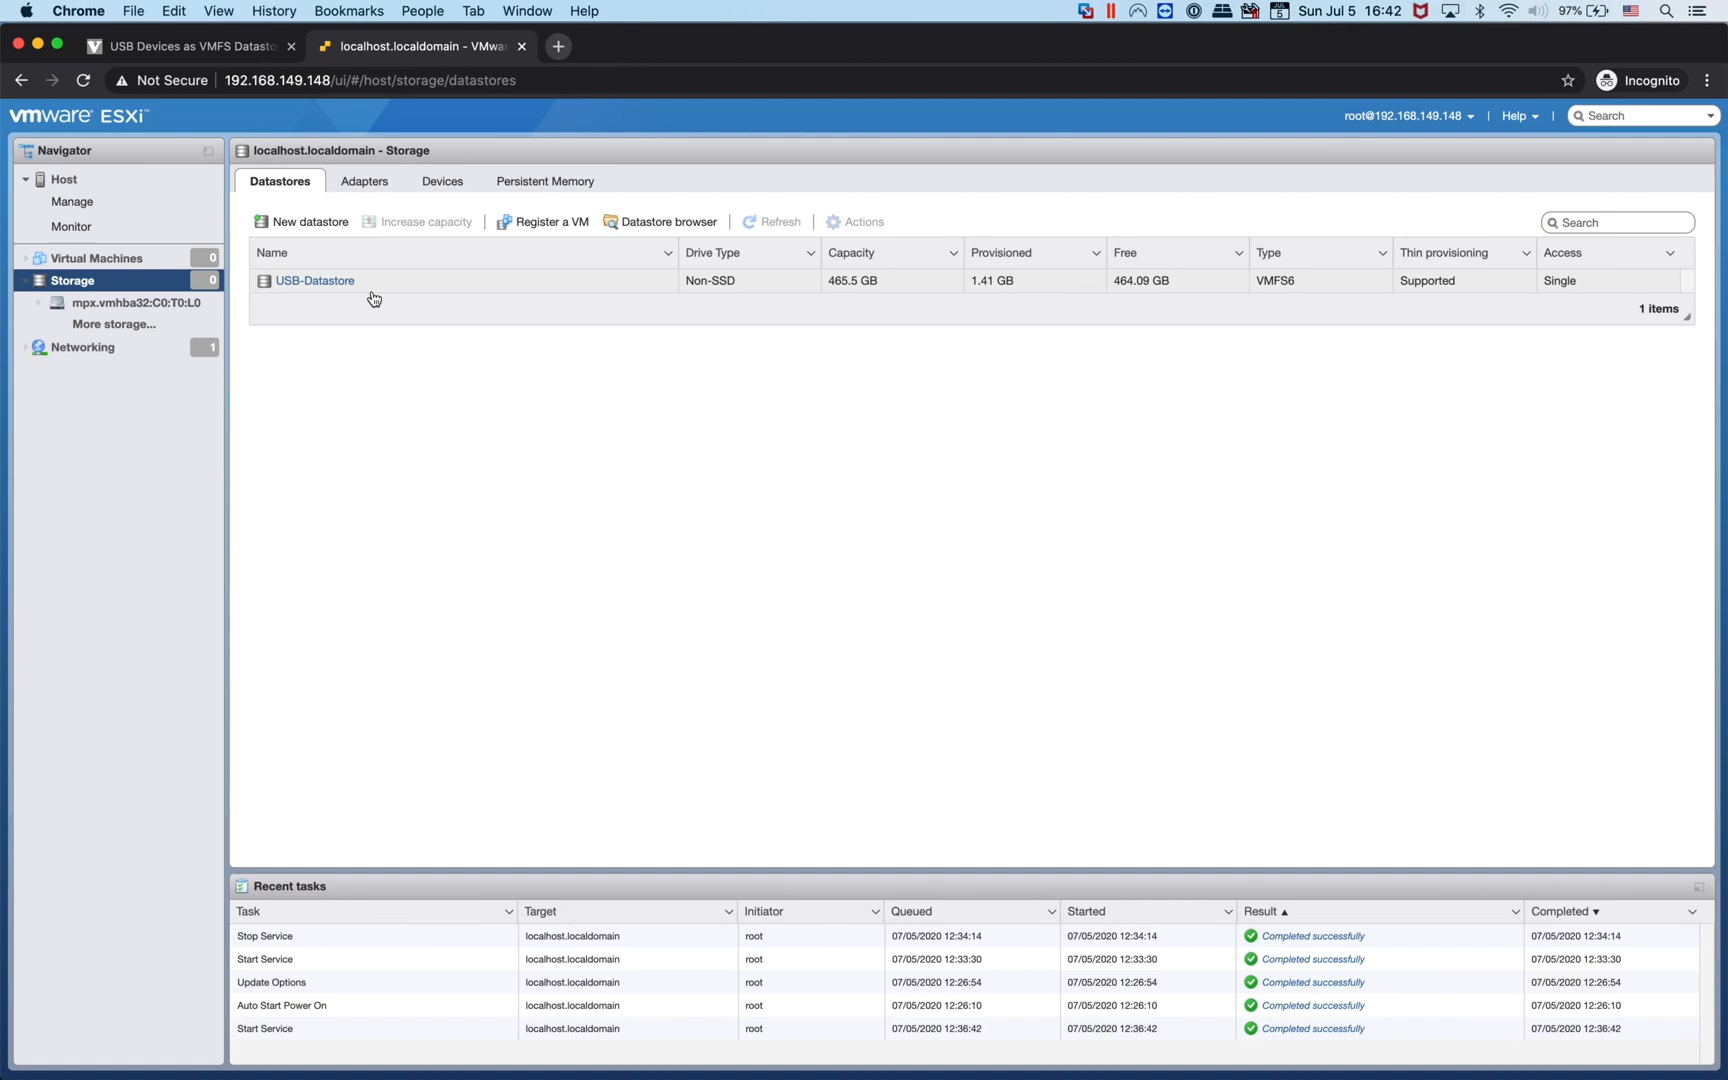 Chrome File Edit View History Bookmarks People Tab Window Help 5 Sun Jul 5 16:42 97%
USB Devices as VMFS Datasto
localhost.localdomain - VMwar
Not Secure 192.168.149.148/ui/#/host/storage/datastores Incognito
vmware® ESXi™ root@192.168.149.148 | Help | Search
Navigator
Host
Manage
Monitor
Virtual Machines 0
Storage 0
mpx.vmhba32:C0:T0:L0
More storage...
Networking 1
localhost.localdomain - Storage
Datastores Adapters Devices Persistent Memory
New datastore Increase capacity Register a VM Datastore browser Refresh Actions Search
Name Drive Type Capacity Provisioned Free Type Thin provisioning Access
USB-Datastore Non-SSD 465.5 GB 1.41 GB 464.09 GB VMFS6 Supported Single
1 items
Recent tasks
Task Target Initiator Queued Started Result ▲ Completed ▼
Stop Service localhost.localdomain root 07/05/2020 12:34:14 07/05/2020 12:34:14 Completed successfully 07/05/2020 12:34:14
Start Service localhost.localdomain root 07/05/2020 12:33:30 07/05/2020 12:33:30 Completed successfully 07/05/2020 12:33:30
Update Options localhost.localdomain root 07/05/2020 12:26:54 07/05/2020 12:26:54 Completed successfully 07/05/2020 12:26:54
Auto Start Power On localhost.localdomain root 07/05/2020 12:26:10 07/05/2020 12:26:10 Completed successfully 07/05/2020 12:26:10
Start Service localhost.localdomain root 07/05/2020 12:36:42 07/05/2020 12:36:42 Completed successfully 07/05/2020 12:36:42